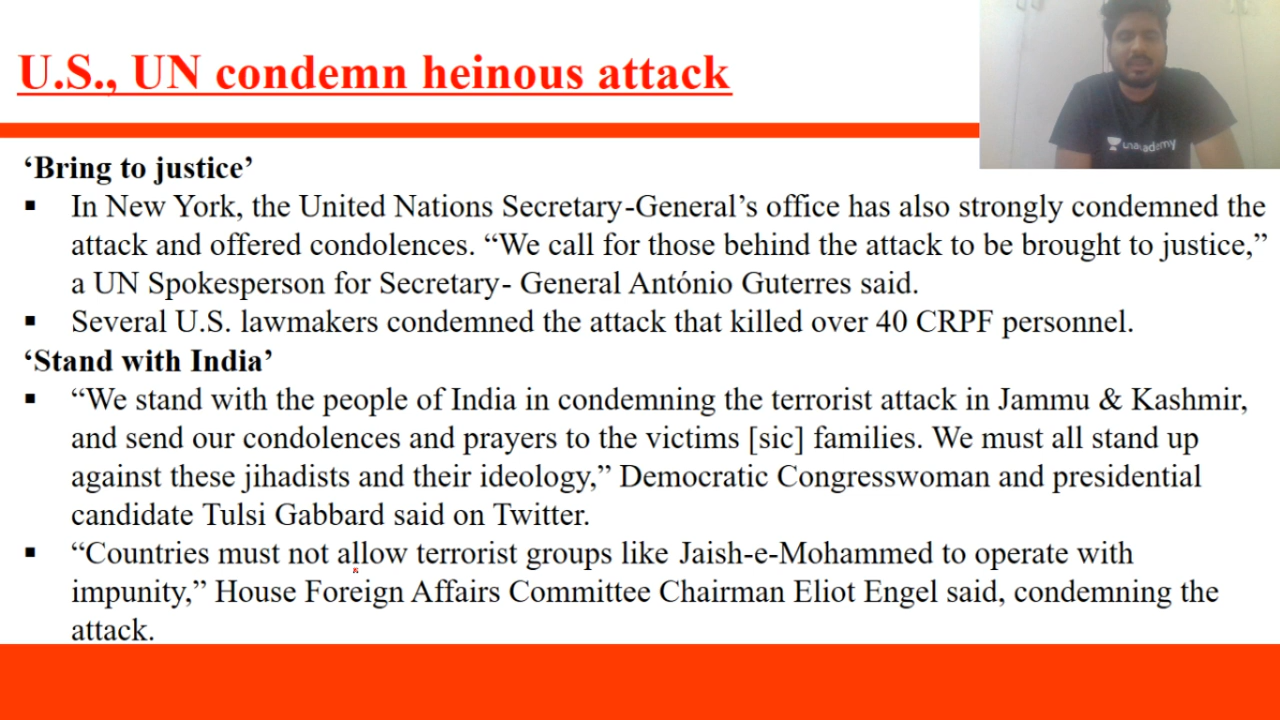 U.S., UN condemn heinous attack
unacademy
‘Bring to justice’
▪ In New York, the United Nations Secretary-General’s office has also strongly condemned the
attack and offered condolences. “We call for those behind the attack to be brought to justice,”
a UN Spokesperson for Secretary- General António Guterres said.
▪ Several U.S. lawmakers condemned the attack that killed over 40 CRPF personnel.
‘Stand with India’
▪ “We stand with the people of India in condemning the terrorist attack in Jammu & Kashmir,
and send our condolences and prayers to the victims [sic] families. We must all stand up
against these jihadists and their ideology,” Democratic Congresswoman and presidential
candidate Tulsi Gabbard said on Twitter.
▪ “Countries must not allow terrorist groups like Jaish-e-Mohammed to operate with
impunity,” House Foreign Affairs Committee Chairman Eliot Engel said, condemning the
attack.